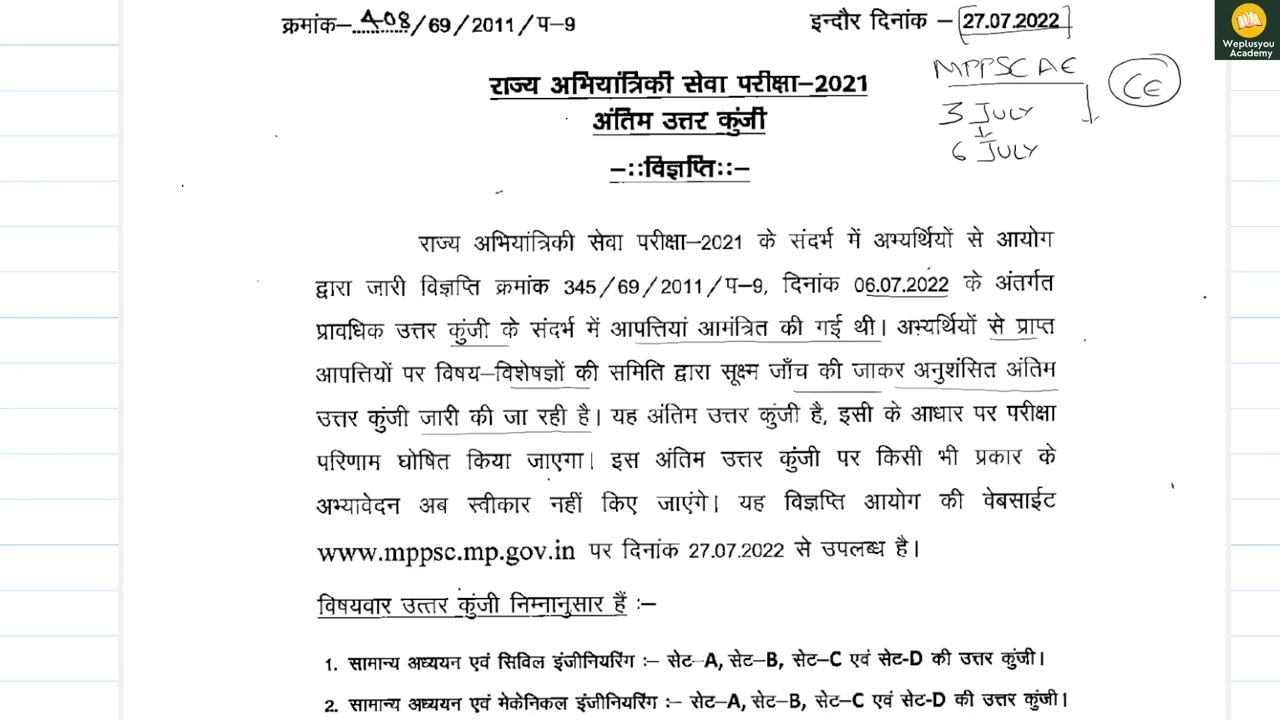 क्रमांक–408/69/2011/प–9
इन्दौर दिनांक – 27.07.2022
Weplusyou
Academy
MPPSC AE
CE
3 JULY
6 JULY
राज्य अभियांत्रिकी सेवा परीक्षा–2021
अंतिम उत्तर कुंजी
–::विज्ञप्ति::–
राज्य अभियांत्रिकी सेवा परीक्षा–2021 के संदर्भ में अभ्यर्थियों से आयोग
द्वारा जारी विज्ञप्ति क्रमांक 345/69/2011/प–9, दिनांक 06.07.2022 के अंतर्गत
प्रावधिक उत्तर कुंजी के संदर्भ में आपत्तियां आमंत्रित की गई थी। अभ्यर्थियों से प्राप्त
आपत्तियों पर विषय–विशेषज्ञों की समिति द्वारा सूक्ष्म जाँच की जाकर अनुशंसित अंतिम
उत्तर कुंजी जारी की जा रही है। यह अंतिम उत्तर कुंजी है, इसी के आधार पर परीक्षा
परिणाम घोषित किया जाएगा। इस अंतिम उत्तर कुंजी पर किसी भी प्रकार के
अभ्यावेदन अब स्वीकार नहीं किए जाएंगे। यह विज्ञप्ति आयोग की वेबसाईट
www.mppsc.mp.gov.in पर दिनांक 27.07.2022 से उपलब्ध है।
विषयवार उत्तर कुंजी निम्नानुसार हैं :–
1. सामान्य अध्ययन एवं सिविल इंजीनियरिंग :– सेट–A, सेट–B, सेट–C एवं सेट-D की उत्तर कुंजी।
2. सामान्य अध्ययन एवं मेकेनिकल इंजीनियरिंग :– सेट–A, सेट–B, सेट–C एवं सेट-D की उत्तर कुंजी।